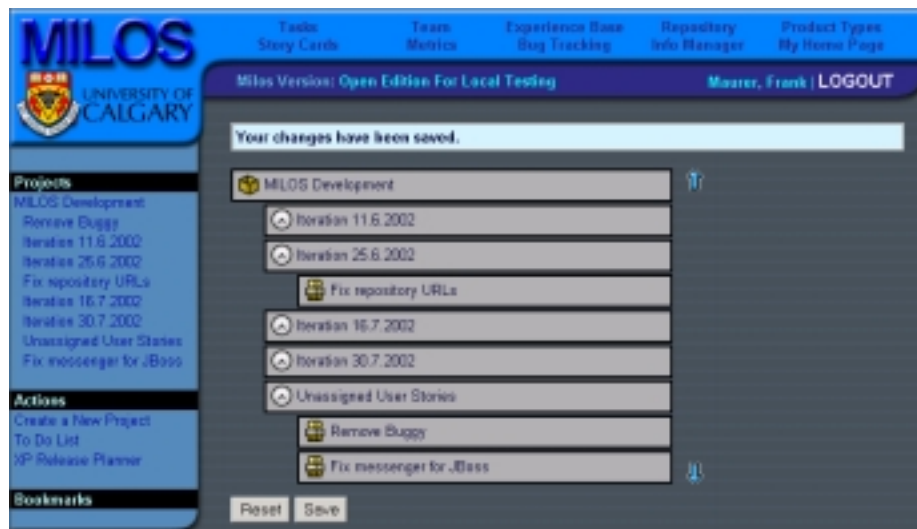 MILOS
UNIVERSITY OF
CALGARY
Tasks Team Experience Base Repository Product Types
Story Cards Metrics Bug Tracking Info Manager My Home Page
Milos Version: Open Edition For Local Testing Maurer, Frank | LOGOUT
Your changes have been saved.
Projects
MILOS Development
Remove Buggy
Iteration 11.6.2002
Iteration 25.6.2002
Fix repository URLs
Iteration 16.7.2002
Iteration 30.7.2002
Unassigned User Stories
Fix messenger for JBoss
Actions
Create a New Project
To Do List
XP Release Planner
Bookmarks
MILOS Development
Iteration 11.6.2002
Iteration 25.6.2002
Fix repository URLs
Iteration 16.7.2002
Iteration 30.7.2002
Unassigned User Stories
Remove Buggy
Fix messenger for JBoss
Reset Save